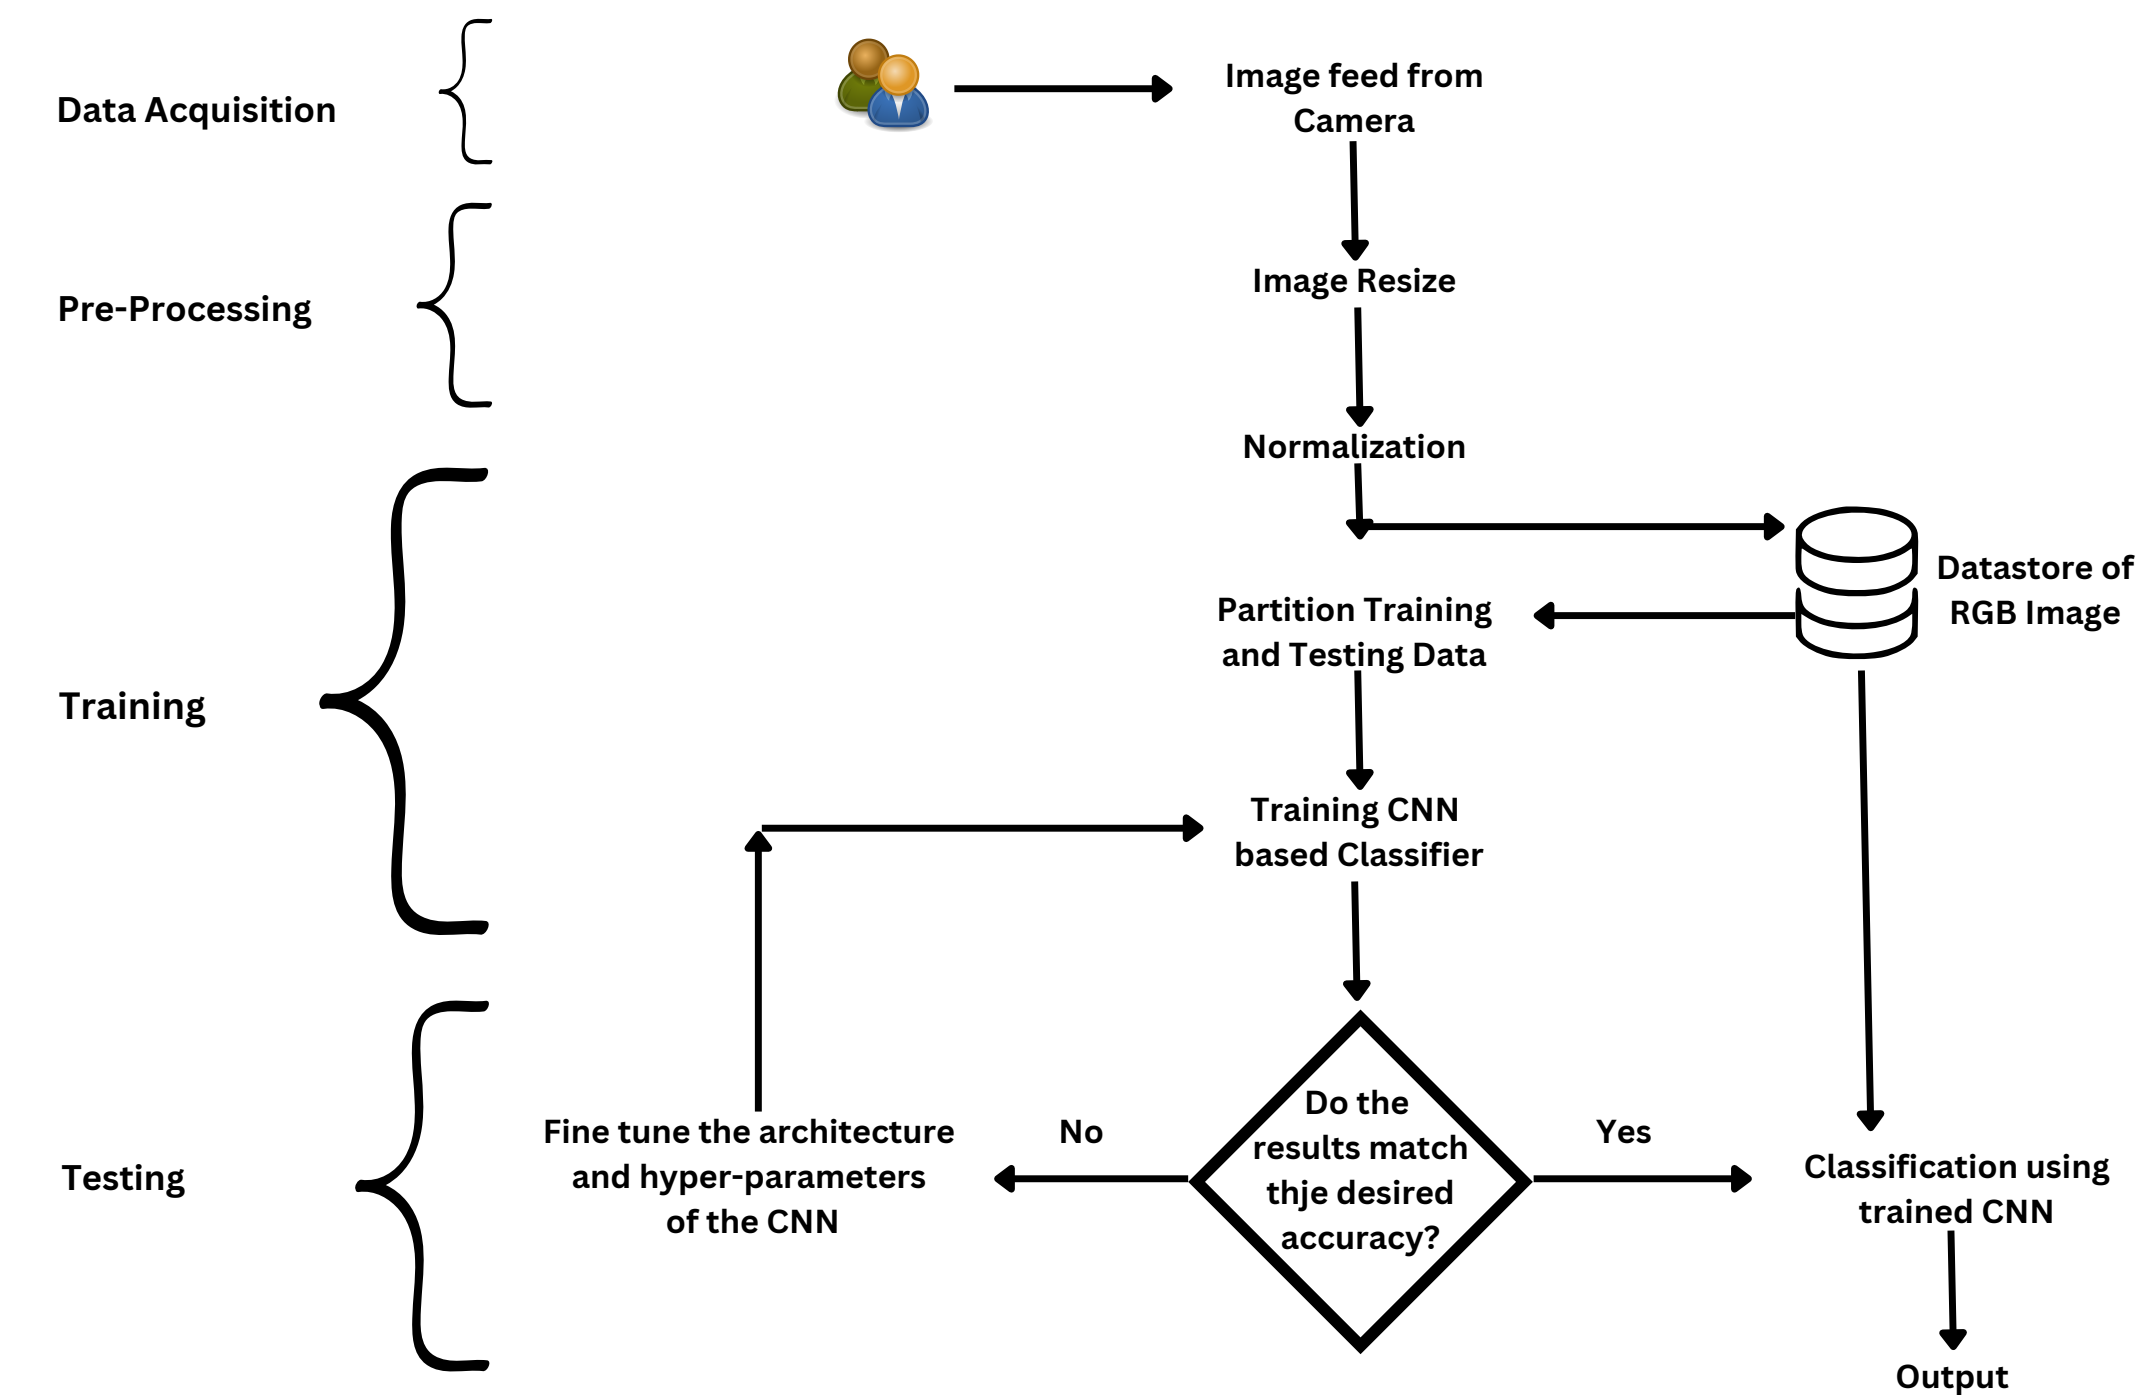 Data Acquisition
Image feed from
Camera
Pre-Processing
Image Resize
Normalization
Datastore of
RGB Image
Partition Training
and Testing Data
Training
Training CNN
based Classifier
Testing
Fine tune the architecture
and hyper-parameters
of the CNN
No
Do the
results match
thje desired
accuracy?
Yes
Classification using
trained CNN
Output